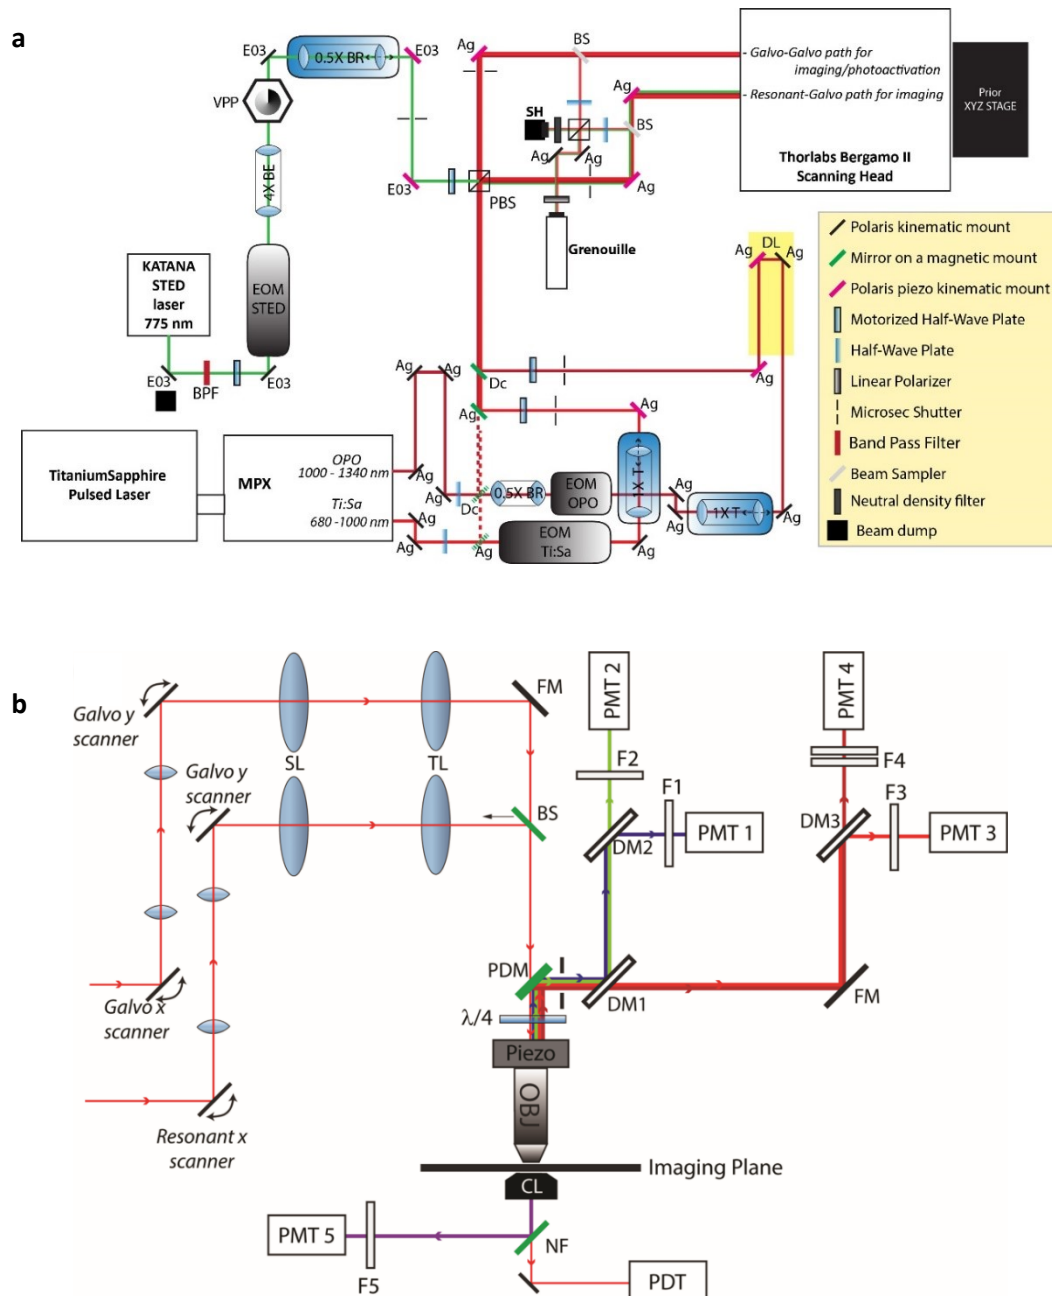 a
E03
0.5X BR
E03
VPP
4X BE
EOM
STED
KATANA
STED
laser
775 nm
E03
BPF
E03
E03
PBS
Ag
BS
SH
Ag
Ag
Ag
BS
Ag
Grenouille
- Galvo-Galvo path for
imaging/photoactivation
- Resonant-Galvo path for imaging
Thorlabs Bergamo II
Scanning Head
Prior
XYZ STAGE
DL
Ag
Ag
Ag
Dc
Ag
Ag
Ag
Ag
TitaniumSapphire
Pulsed Laser
MPX
OPO
1000 - 1340 nm
Ti:Sa
680 -1000 nm
Ag
Ag
Dc
0.5X BR
EOM
OPO
1X T
Ag
Ag
1X T
Ag
Ag
Ag
Ag
EOM
Ti:Sa
Ag
Polaris kinematic mount
Mirror on a magnetic mount
Polaris piezo kinematic mount
Motorized Half-Wave Plate
Half-Wave Plate
Linear Polarizer
Microsec Shutter
Band Pass Filter
Beam Sampler
Neutral density filter
Beam dump
b
Galvo y
scanner
Galvo y
scanner
SL
TL
FM
BS
PMT 2
F2
F1
PMT 1
DM2
PMT 4
F4
F3
DM3
PMT 3
PDM
DM1
FM
λ/4
Piezo
OBJ
Galvo x
scanner
Resonant x
scanner
Imaging Plane
CL
PMT 5
F5
NF
PDT